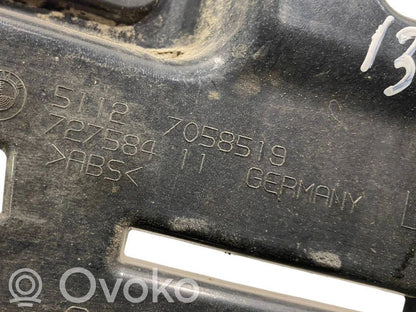 13
5112 7058519
727584 11 GERMANY
>ABS<
L
OVOKO